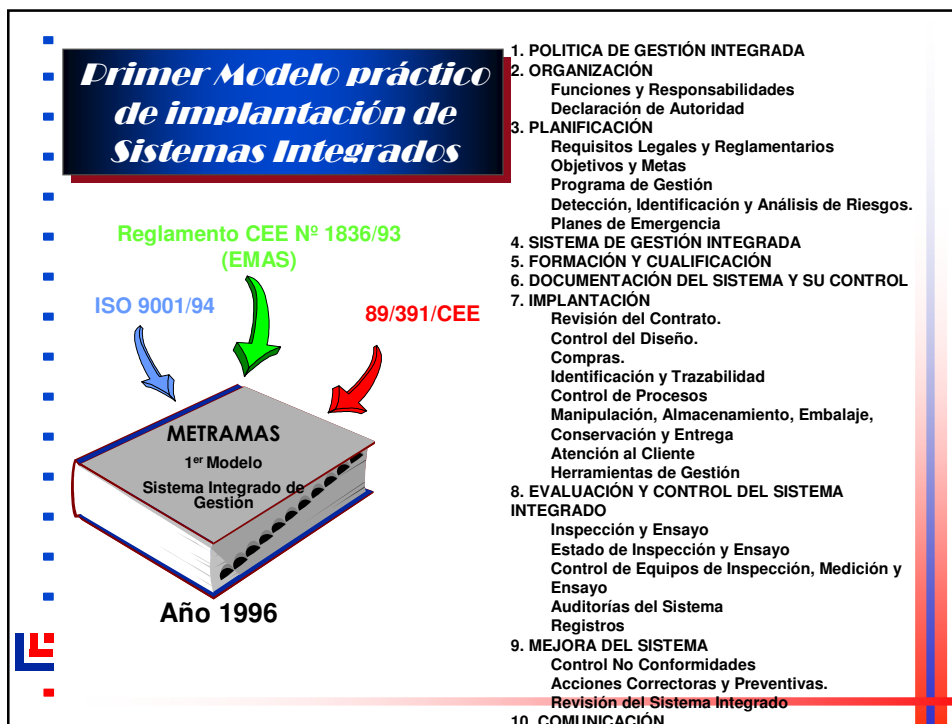 Primer Modelo práctico
de implantación de
Sistemas Integrados
Reglamento CEE Nº 1836/93
(EMAS)
ISO 9001/94
89/391/CEE
METRAMAS
1er Modelo
Sistema Integrado de
Gestión
Año 1996
1. POLITICA DE GESTIÓN INTEGRADA
2. ORGANIZACIÓN
Funciones y Responsabilidades
Declaración de Autoridad
3. PLANIFICACIÓN
Requisitos Legales y Reglamentarios
Objetivos y Metas
Programa de Gestión
Detección, Identificación y Análisis de Riesgos.
Planes de Emergencia
4. SISTEMA DE GESTIÓN INTEGRADA
5. FORMACIÓN Y CUALIFICACIÓN
6. DOCUMENTACIÓN DEL SISTEMA Y SU CONTROL
7. IMPLANTACIÓN
Revisión del Contrato.
Control del Diseño.
Compras.
Identificación y Trazabilidad
Control de Procesos
Manipulación, Almacenamiento, Embalaje,
Conservación y Entrega
Atención al Cliente
Herramientas de Gestión
8. EVALUACIÓN Y CONTROL DEL SISTEMA
INTEGRADO
Inspección y Ensayo
Estado de Inspección y Ensayo
Control de Equipos de Inspección, Medición y
Ensayo
Auditorías del Sistema
Registros
9. MEJORA DEL SISTEMA
Control No Conformidades
Acciones Correctoras y Preventivas.
Revisión del Sistema Integrado
10. COMUNICACIÓN